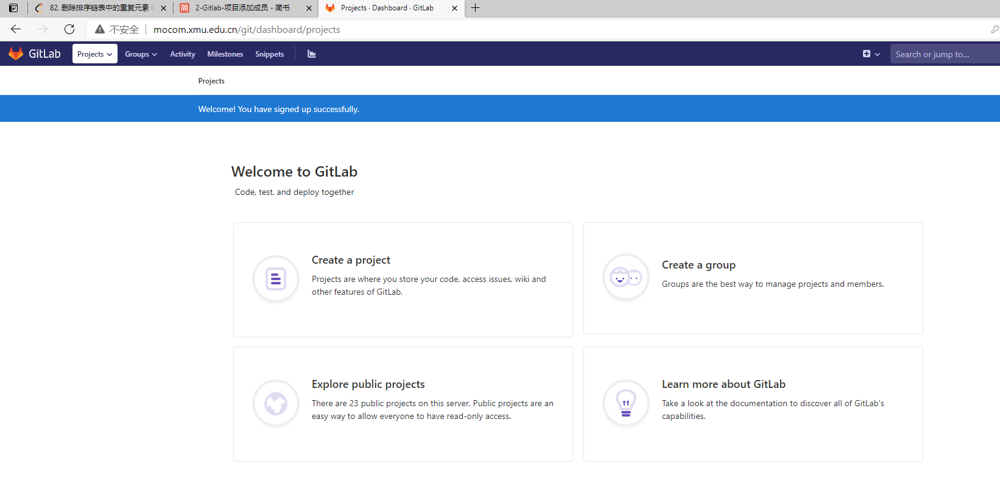 82. 删除排序链表中的重复元素 I
2-Gitlab-项目添加成员 - 简书
Projects · Dashboard · GitLab
不安全
mocom.xmu.edu.cn/git/dashboard/projects
GitLab
Projects
Groups
Activity
Milestones
Snippets
Search or jump to...
Projects
Welcome! You have signed up successfully.
Welcome to GitLab
Code, test, and deploy together
Create a project
Projects are where you store your code, access issues, wiki and
other features of GitLab.
Create a group
Groups are the best way to manage projects and members.
Explore public projects
There are 23 public projects on this server. Public projects are an
easy way to allow everyone to have read-only access.
Learn more about GitLab
Take a look at the documentation to discover all of GitLab's
capabilities.